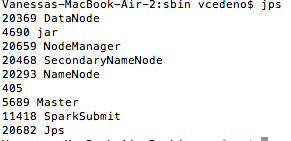 Vanessas-MacBook-Air-2:sbin vcedeno$ jps
20369 DataNode
4690 jar
20659 NodeManager
20468 SecondaryNameNode
20293 NameNode
405
5689 Master
11418 SparkSubmit
20682 Jps